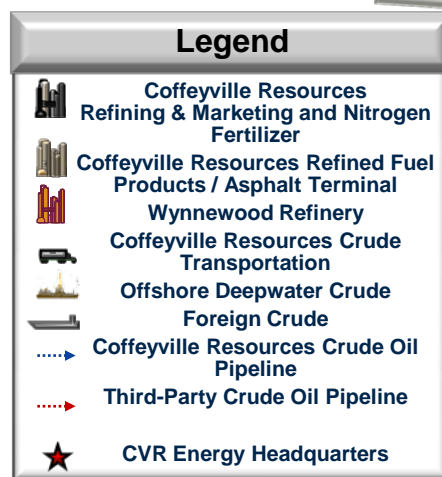 Legend
Coffeyville Resources
Refining & Marketing and Nitrogen
Fertilizer
Coffeyville Resources Refined Fuel
Products / Asphalt Terminal
Wynnewood Refinery
Coffeyville Resources Crude
Transportation
Offshore Deepwater Crude
Foreign Crude
Coffeyville Resources Crude Oil
Pipeline
Third-Party Crude Oil Pipeline
CVR Energy Headquarters